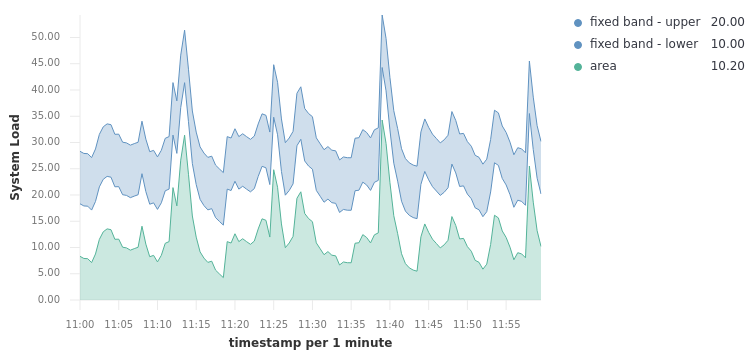 fixed band - upper 20.00
fixed band - lower 10.00
area 10.20
System Load
50.00
45.00
40.00
35.00
30.00
25.00
20.00
15.00
10.00
5.00
0.00
11:00 11:05 11:10 11:15 11:20 11:25 11:30 11:35 11:40 11:45 11:50 11:55
timestamp per 1 minute